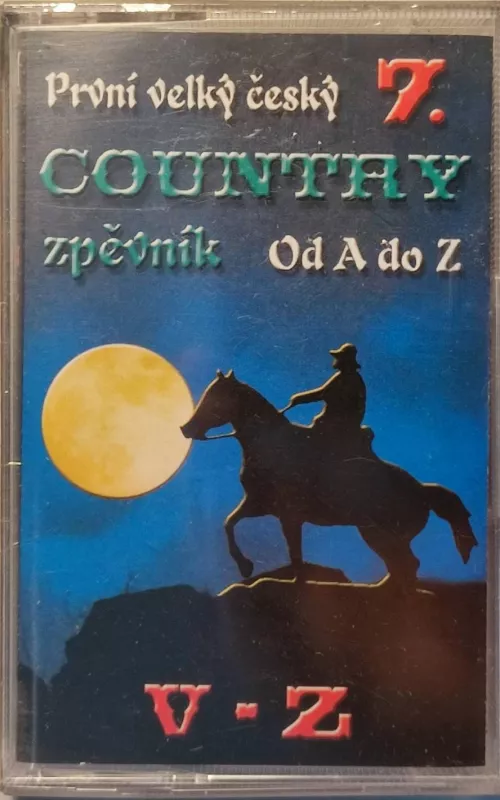 První velký český 7.
COUNTRY
zpěvník Od A do Z
V - Z